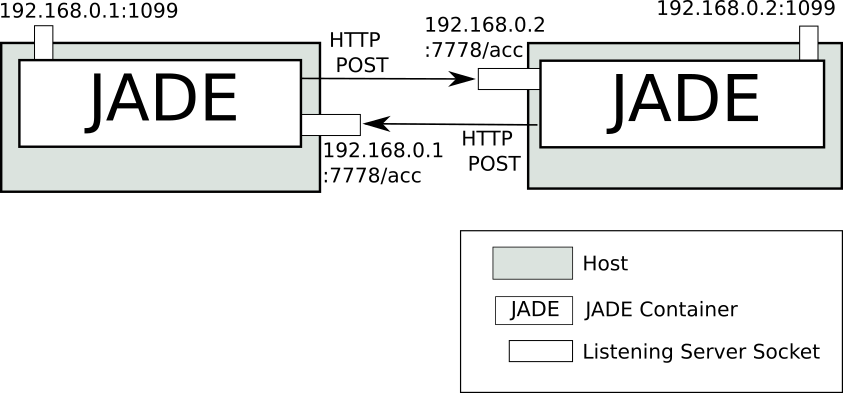 192.168.0.1:1099
192.168.0.2:1099
HTTP
POST
192.168.0.2
:7778/acc
JADE
JADE
192.168.0.1
:7778/acc
HTTP
POST
Host
JADE
JADE Container
Listening Server Socket